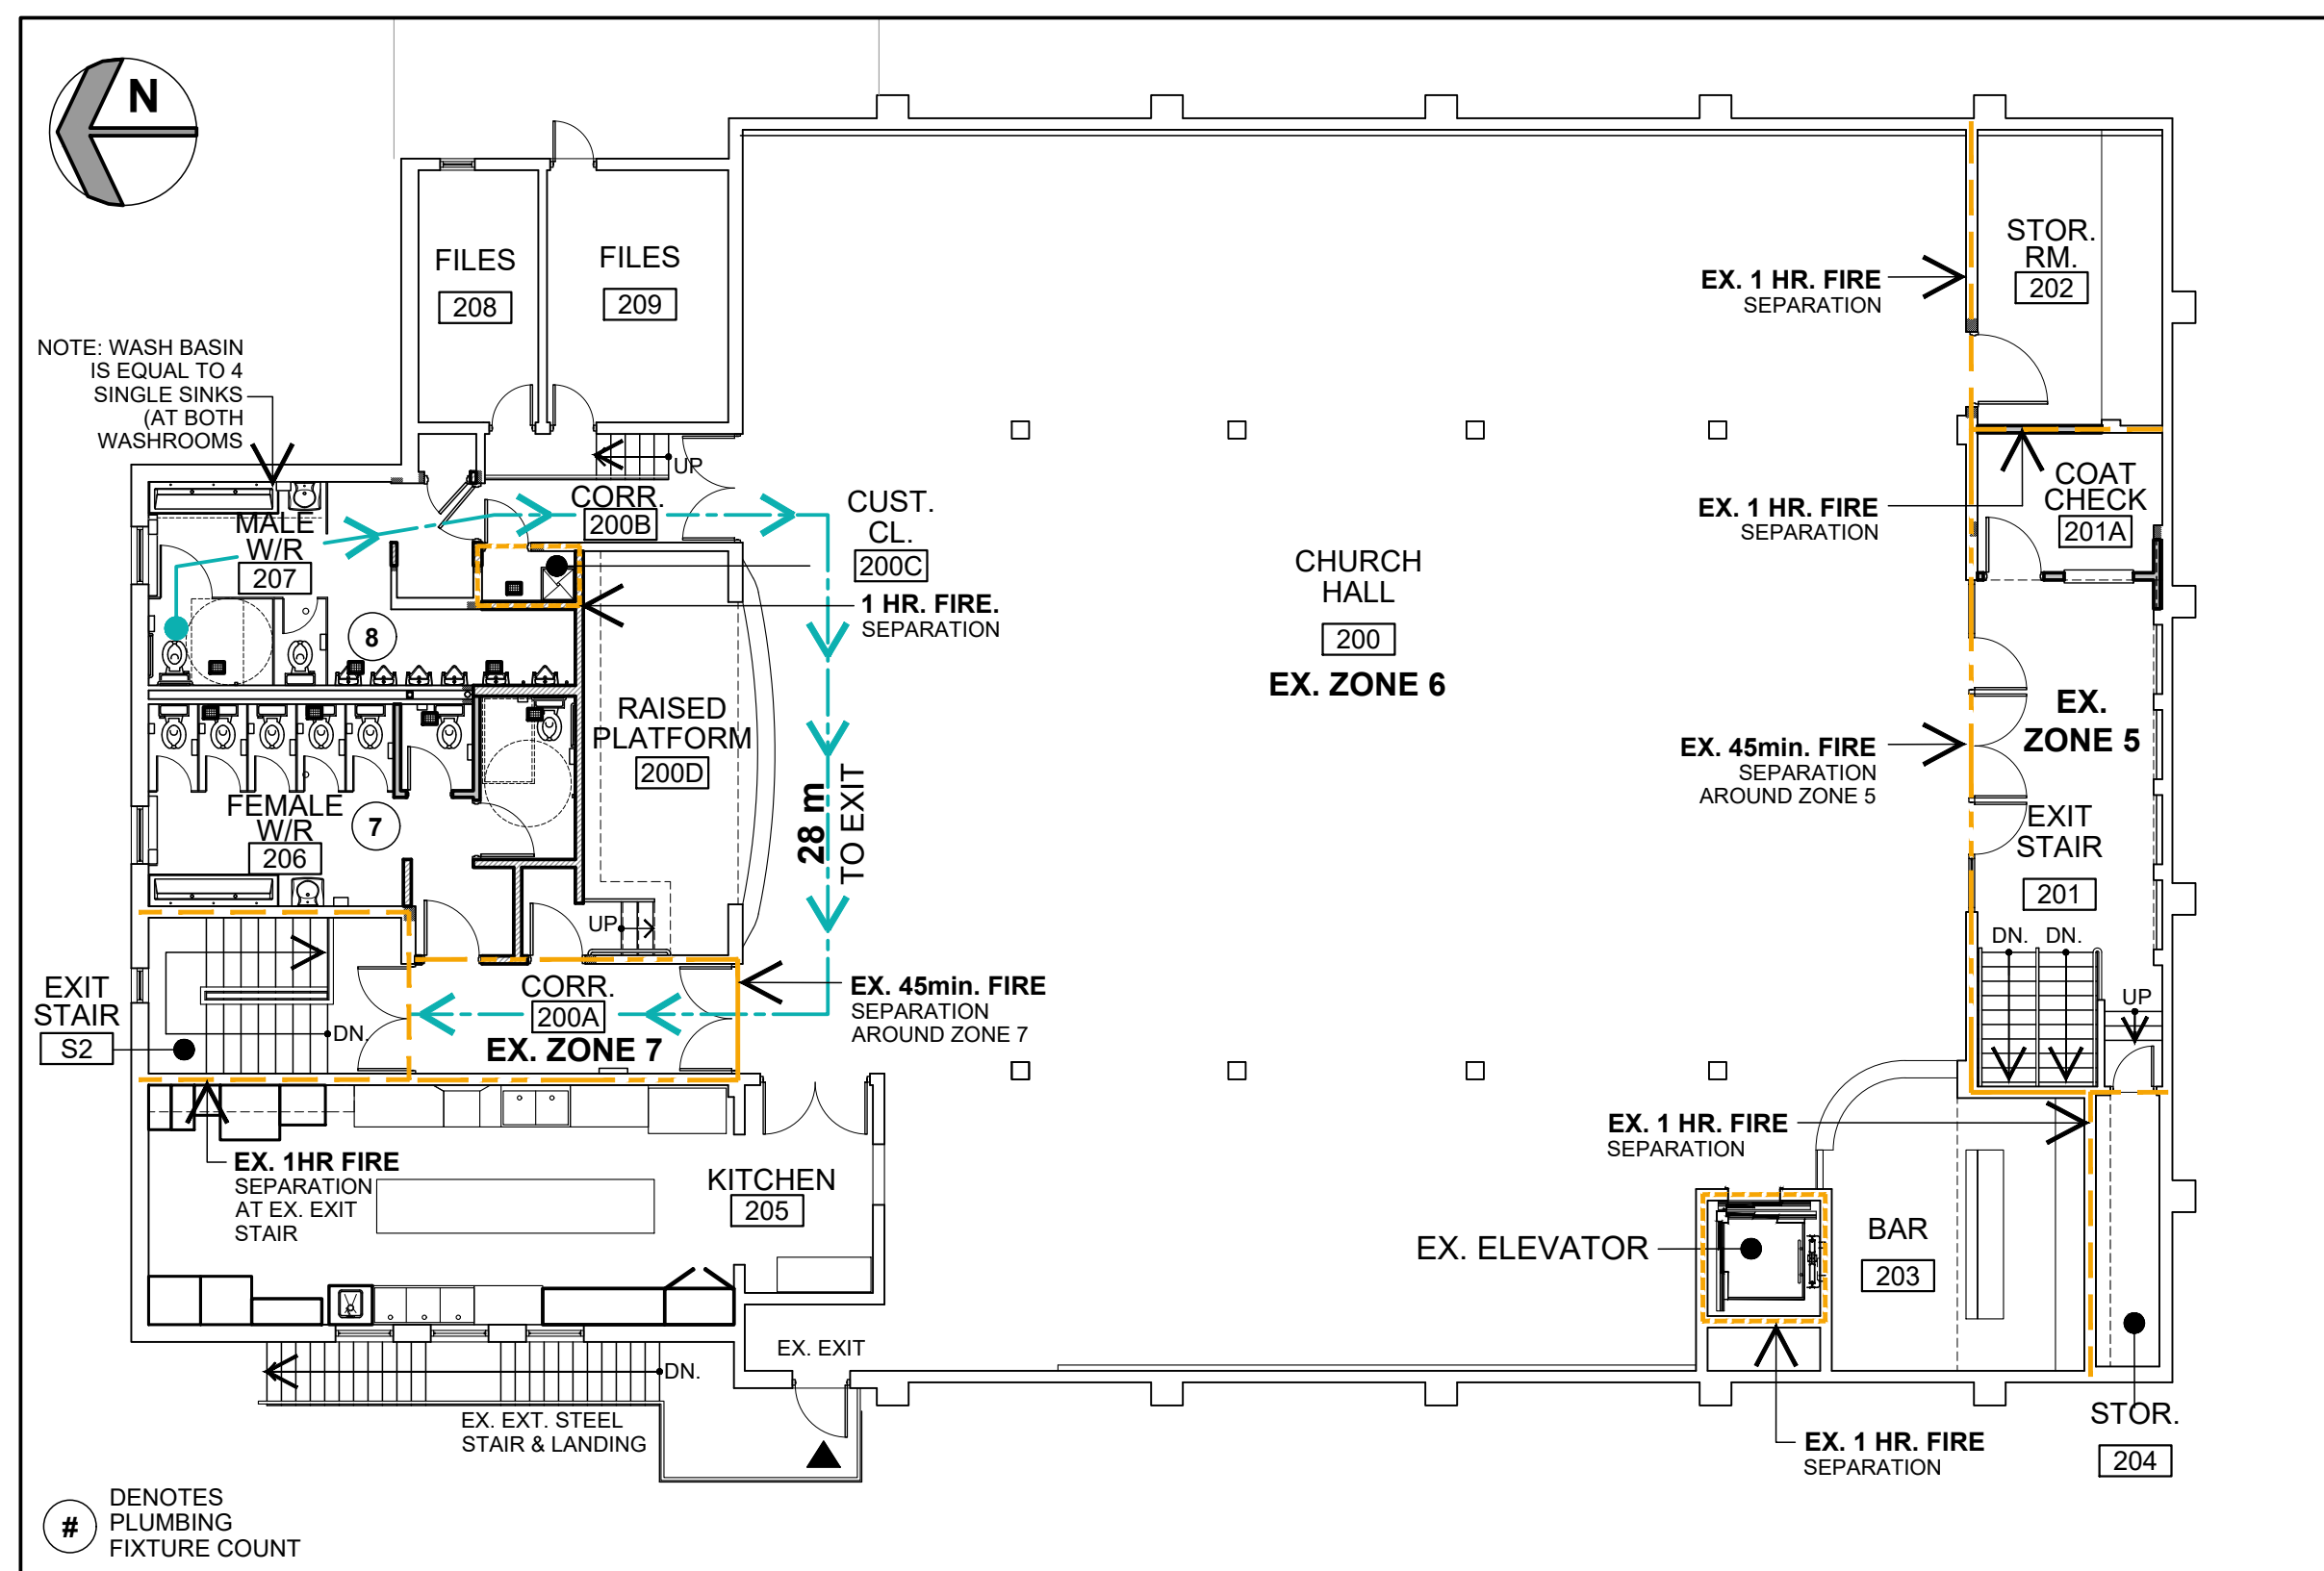 N
FILES
208
FILES
209
STOR.
RM.
202
EX. 1 HR. FIRE
SEPARATION
NOTE: WASH BASIN
IS EQUAL TO 4
SINGLE SINKS
(AT BOTH
WASHROOMS
UP
CORR.
200B
CUST.
CL.
200C
MALE
W/R
207
COAT
CHECK
201A
EX. 1 HR. FIRE
SEPARATION
CHURCH
HALL
200
EX. ZONE 6
1 HR. FIRE.
SEPARATION
8
RAISED
PLATFORM
200D
EX.
ZONE 5
EX. 45min. FIRE
SEPARATION
AROUND ZONE 5
28 m
TO EXIT
FEMALE
W/R
206
7
EXIT
STAIR
201
UP
DN.
DN.
UP
EXIT
STAIR
S2
DN.
CORR.
200A
EX. ZONE 7
EX. 45min. FIRE
SEPARATION
AROUND ZONE 7
EX. 1HR FIRE
SEPARATION
AT EX. EXIT
STAIR
KITCHEN
205
EX. 1 HR. FIRE
SEPARATION
EX. ELEVATOR
BAR
203
EX. EXIT
DN.
EX. EXT. STEEL
STAIR & LANDING
EX. 1 HR. FIRE
SEPARATION
STOR.
204
#
DENOTES
PLUMBING
FIXTURE COUNT